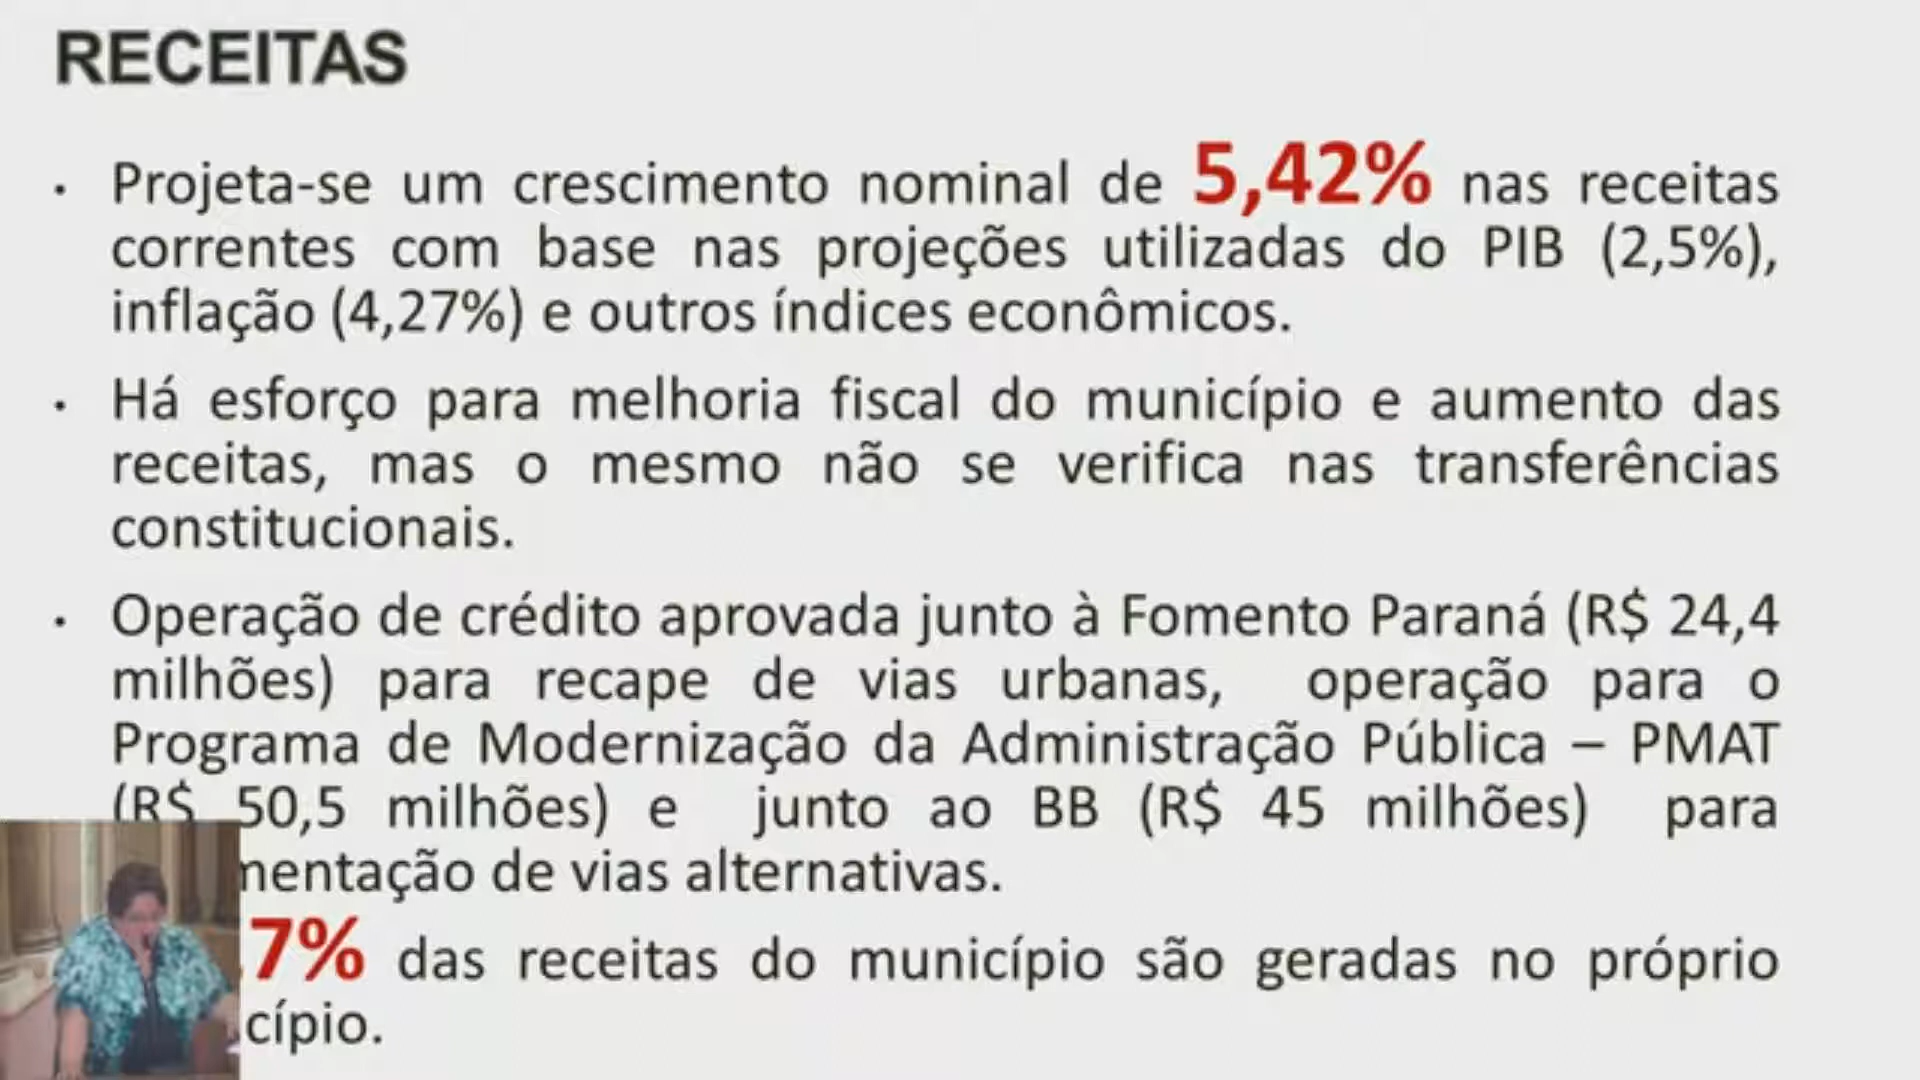 RECEITAS
• Projeta-se um crescimento nominal de 5,42% nas receitas
correntes com base nas projeções utilizadas do PIB (2,5%),
inflação (4,27%) e outros índices econômicos.
• Há esforço para melhoria fiscal do município e aumento das
receitas, mas o mesmo não se verifica nas transferências
constitucionais.
• Operação de crédito aprovada junto à Fomento Paraná (R$ 24,4
milhões) para recape de vias urbanas, operação para o
Programa de Modernização da Administração Pública – PMAT
(R$ 50,5 milhões) e junto ao BB (R$ 45 milhões) para
mentação de vias alternativas.
7% das receitas do município são geradas no próprio
cípio.